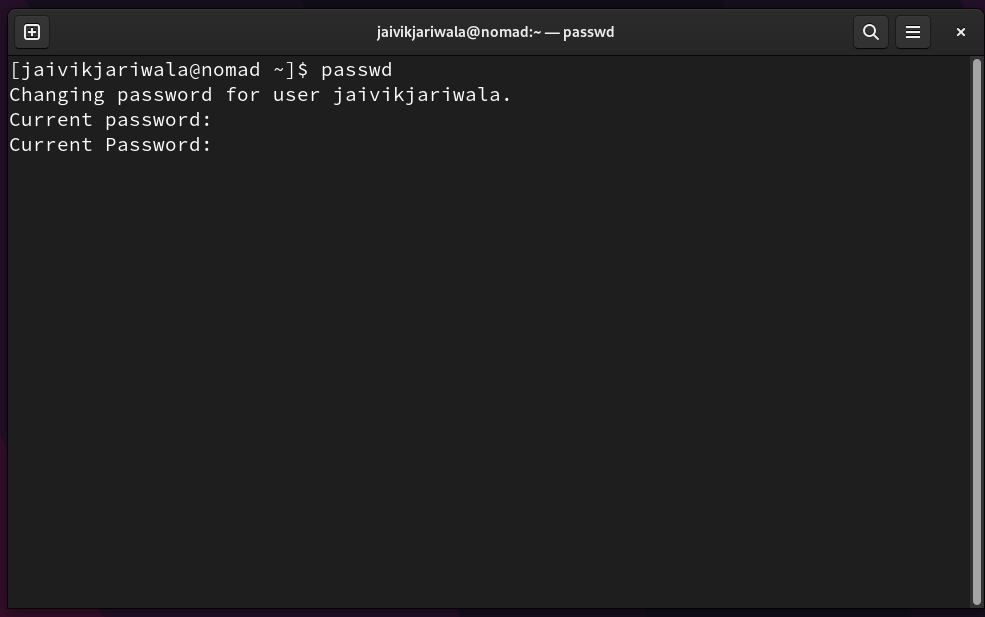 jaivikjariwala@nomad:~ — passwd
[jaivikjariwala@nomad ~]$ passwd
Changing password for user jaivikjariwala.
Current password:
Current Password: